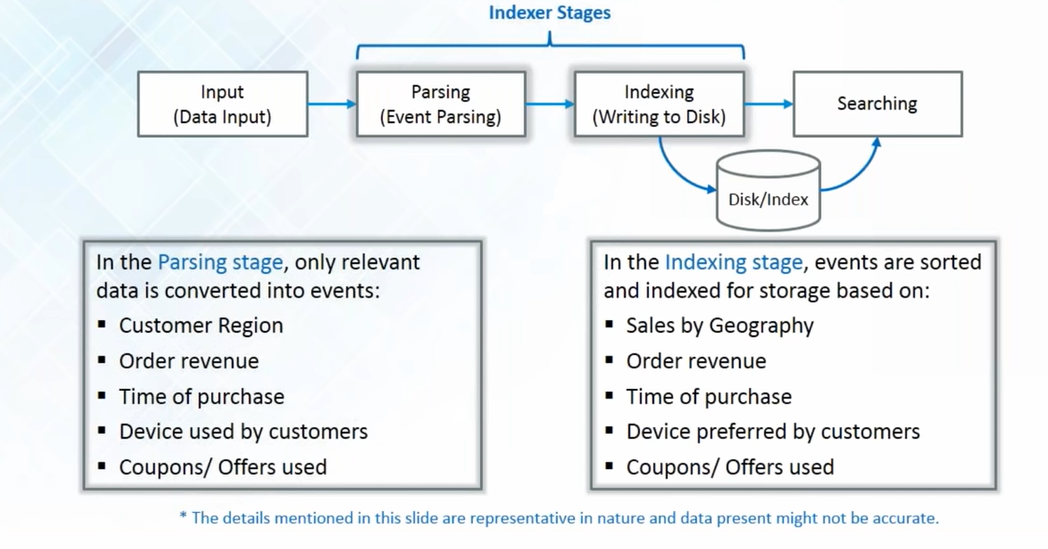 Indexer Stages
Input
(Data Input)
Parsing
(Event Parsing)
Indexing
(Writing to Disk)
Searching
Disk/Index
In the Parsing stage, only relevant
data is converted into events:
▪ Customer Region
▪ Order revenue
▪ Time of purchase
▪ Device used by customers
▪ Coupons/ Offers used
In the Indexing stage, events are sorted
and indexed for storage based on:
▪ Sales by Geography
▪ Order revenue
▪ Time of purchase
▪ Device preferred by customers
▪ Coupons/ Offers used
* The details mentioned in this slide are representative in nature and data present might not be accurate.